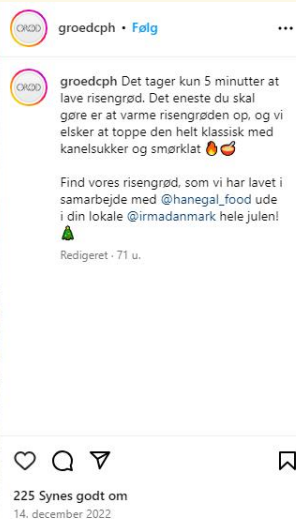 groedcph • Følg
groedcph Det tager kun 5 minutter at
lave risengrød. Det eneste du skal
gøre er at varme risengrøden op, og vi
elsker at toppe den helt klassisk med
kanelsukker og smørklat 🔥🍲
Find vores risengrød, som vi har lavet i
samarbejde med @hanegal_food ude
i din lokale @irmadanmark hele julen!
🎄
Redigeret · 71 u.
225 Synes godt om
14. december 2022